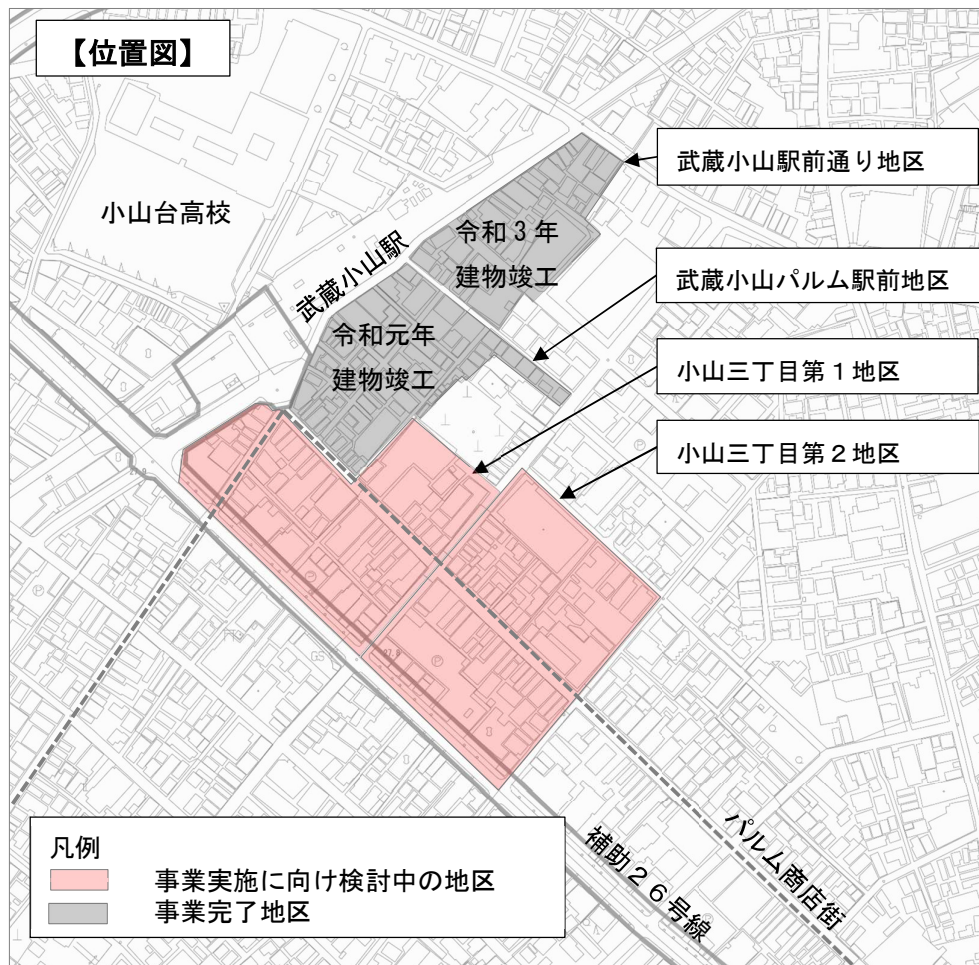 【位置図】
小山台高校
武蔵小山駅
令和3年
建物竣工
令和元年
建物竣工
武蔵小山駅前通り地区
武蔵小山パルム駅前地区
小山三丁目第1地区
小山三丁目第2地区
パルム商店街
補助26号線
凡例
事業実施に向け検討中の地区
事業完了地区